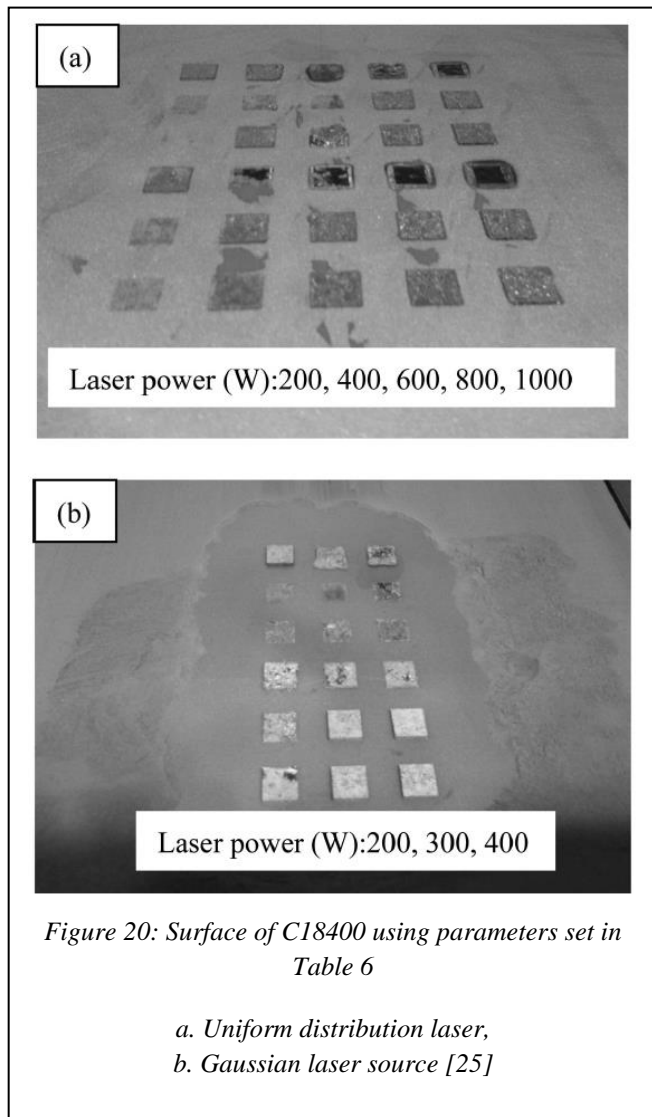 (a)
Laser power (W):200, 400, 600, 800, 1000
(b)
Laser power (W):200, 300, 400
Figure 20: Surface of C18400 using parameters set in
Table 6
a. Uniform distribution laser,
b. Gaussian laser source [25]